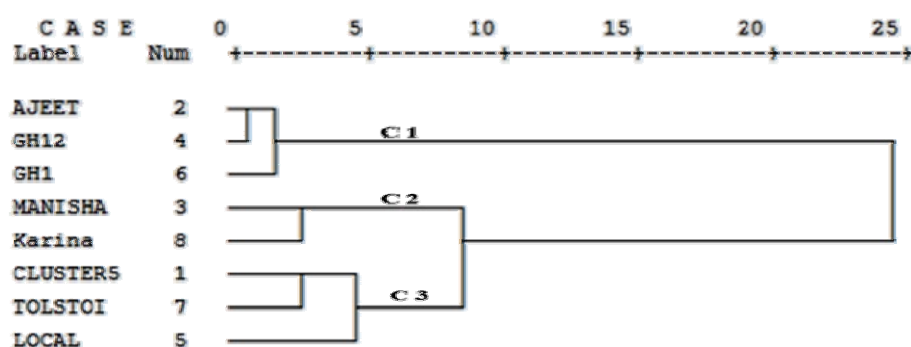 C A S E 0 5 10 15 20 25
Label Num +---------+---------+---------+---------+---------+
AJEET 2
C 1
GH12 4
GH1 6
C 2
MANISHA 3
Karina 8
CLUSTER5 1
C 3
TOLSTOI 7
LOCAL 5